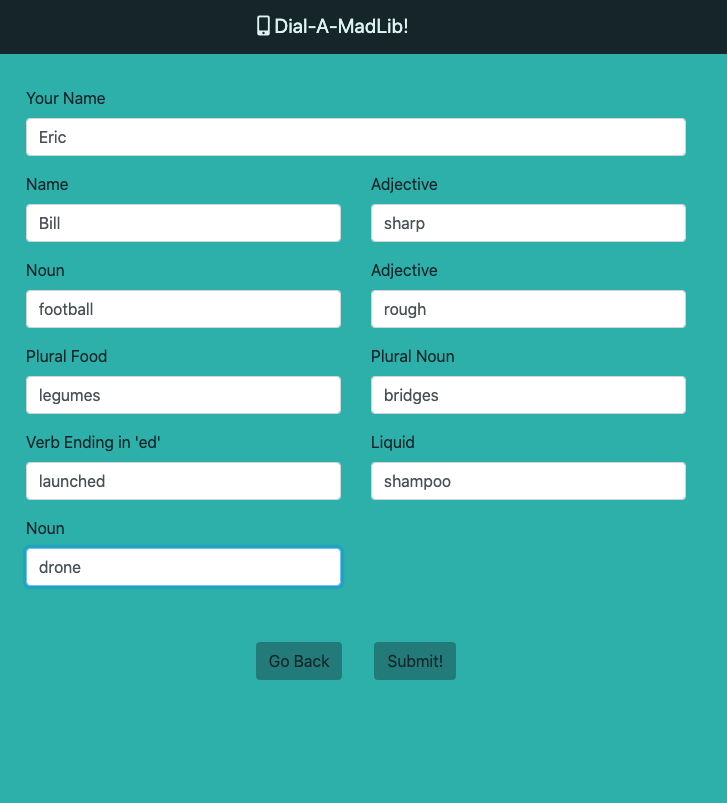 Dial-A-MadLib!
Your Name
Eric
Name
Adjective
Bill
sharp
Noun
Adjective
football
rough
Plural Food
Plural Noun
legumes
bridges
Verb Ending in 'ed'
Liquid
launched
shampoo
Noun
drone
Go Back
Submit!